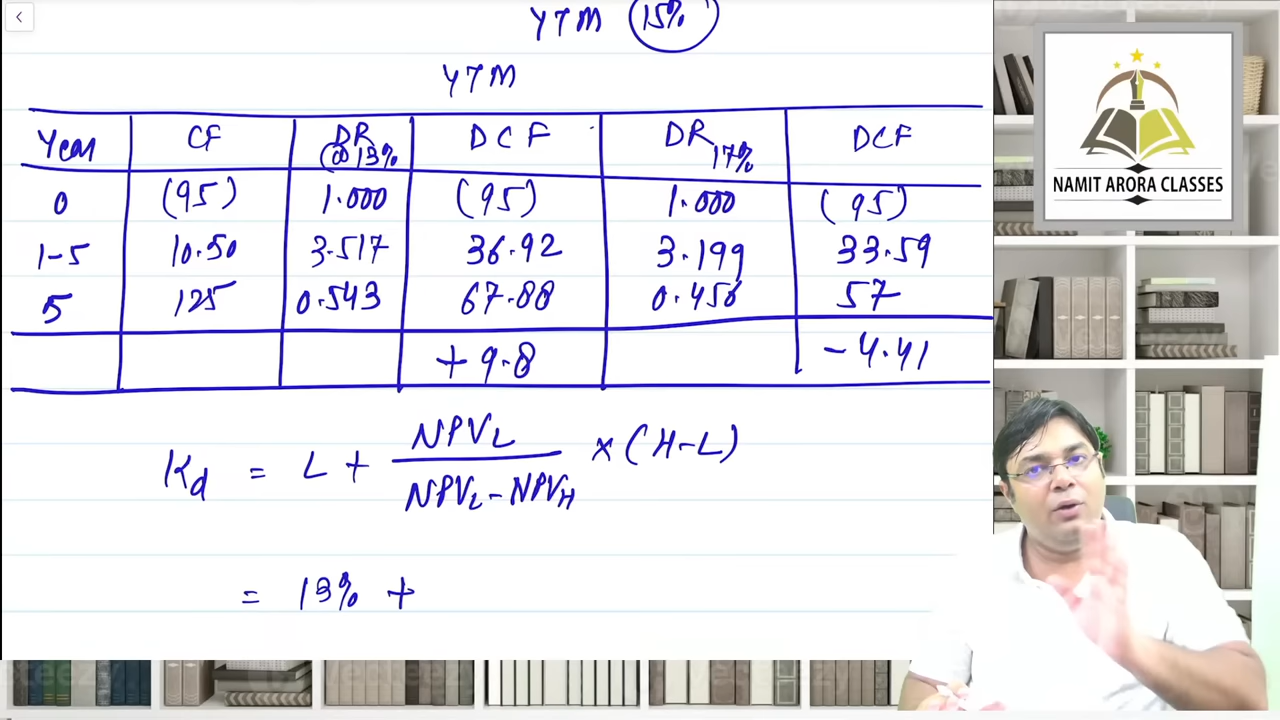 YTM 15%
YTM
Year CF DR @13% DCF DR 17% DCF
0 (95) 1.000 (95) 1.000 (95)
1-5 10.50 3.517 36.92 3.199 33.59
5 125 0.543 67.88 0.456 57
+9.8 -4.41
Kd = L + NPVL / NPVL - NPVH × (H-L)
= 13% +
NAMIT ARORA CLASSES